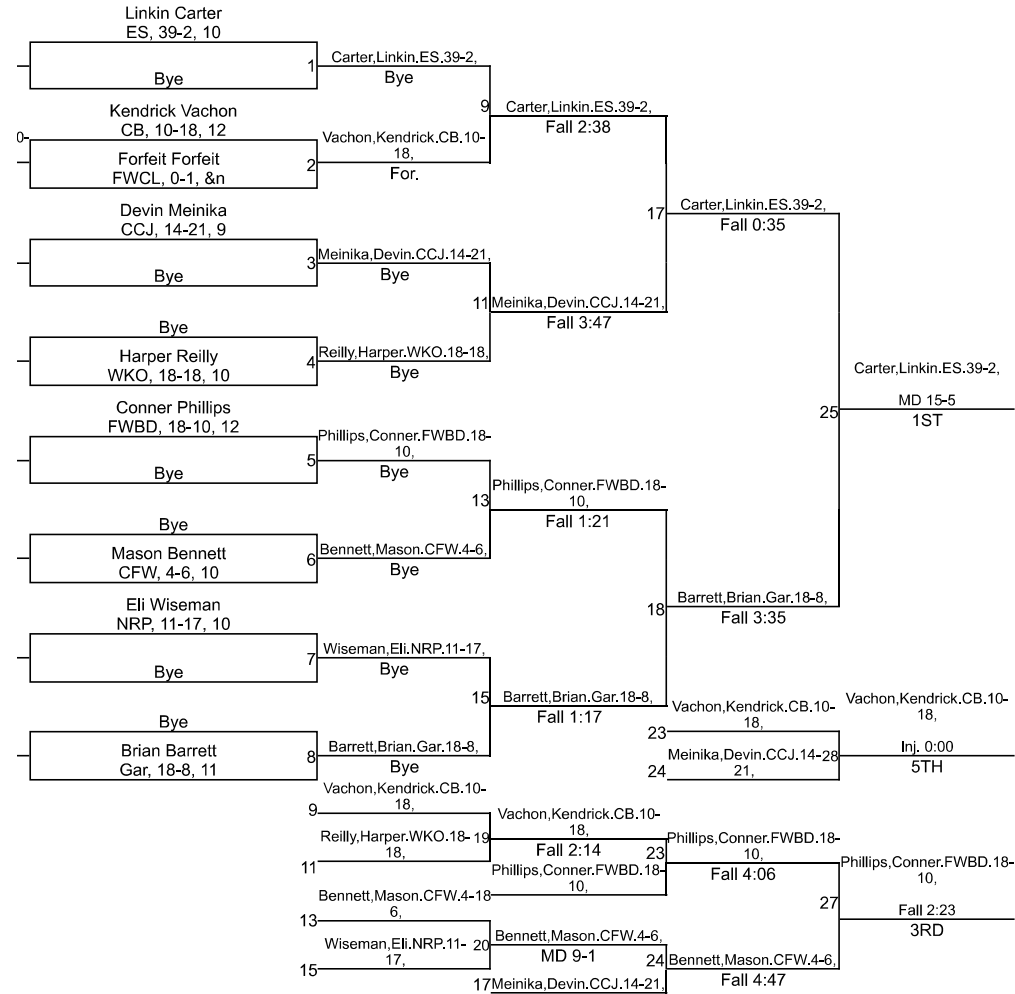 Linkin Carter
ES, 39-2, 10
Bye
1
Carter,Linkin.ES.39-2,
Bye
Kendrick Vachon
CB, 10-18, 12
0-
Forfeit Forfeit
FWCL, 0-1, &n
2
Vachon,Kendrick.CB.10-
18,
For.
9
Carter,Linkin.ES.39-2,
Fall 2:38
Devin Meinika
CCJ, 14-21, 9
Bye
3
Meinika,Devin.CCJ.14-21,
Bye
Bye
Harper Reilly
WKO, 18-18, 10
4
Reilly,Harper.WKO.18-18,
Bye
11
Meinika,Devin.CCJ.14-21,
Fall 3:47
17
Carter,Linkin.ES.39-2,
Fall 0:35
Conner Phillips
FWBD, 18-10, 12
Bye
5
Phillips,Conner.FWBD.18-
10,
Bye
Bye
Mason Bennett
CFW, 4-6, 10
6
Bennett,Mason.CFW.4-6,
Bye
13
Phillips,Conner.FWBD.18-
10,
Fall 1:21
Eli Wiseman
NRP, 11-17, 10
Bye
7
Wiseman,Eli.NRP.11-17,
Bye
Bye
Brian Barrett
Gar, 18-8, 11
8
Barrett,Brian.Gar.18-8,
Bye
15
Barrett,Brian.Gar.18-8,
Fall 1:17
18
Barrett,Brian.Gar.18-8,
Fall 3:35
25
Carter,Linkin.ES.39-2,
MD 15-5
1ST
Vachon,Kendrick.CB.10-
18,
23
Meinika,Devin.CCJ.14-
21,
24
28
Vachon,Kendrick.CB.10-
18,
Inj. 0:00
5TH
Vachon,Kendrick.CB.10-
18,
9
Reilly,Harper.WKO.18-
18,
11
19
Vachon,Kendrick.CB.10-
18,
Fall 2:14
Phillips,Conner.FWBD.18-
10,
18
23
Phillips,Conner.FWBD.18-
10,
Fall 4:06
Bennett,Mason.CFW.4-
6,
13
Wiseman,Eli.NRP.11-
17,
15
20
Bennett,Mason.CFW.4-6,
MD 9-1
17
Meinika,Devin.CCJ.14-21,
24
Bennett,Mason.CFW.4-6,
Fall 4:47
27
Phillips,Conner.FWBD.18-
10,
Fall 2:23
3RD